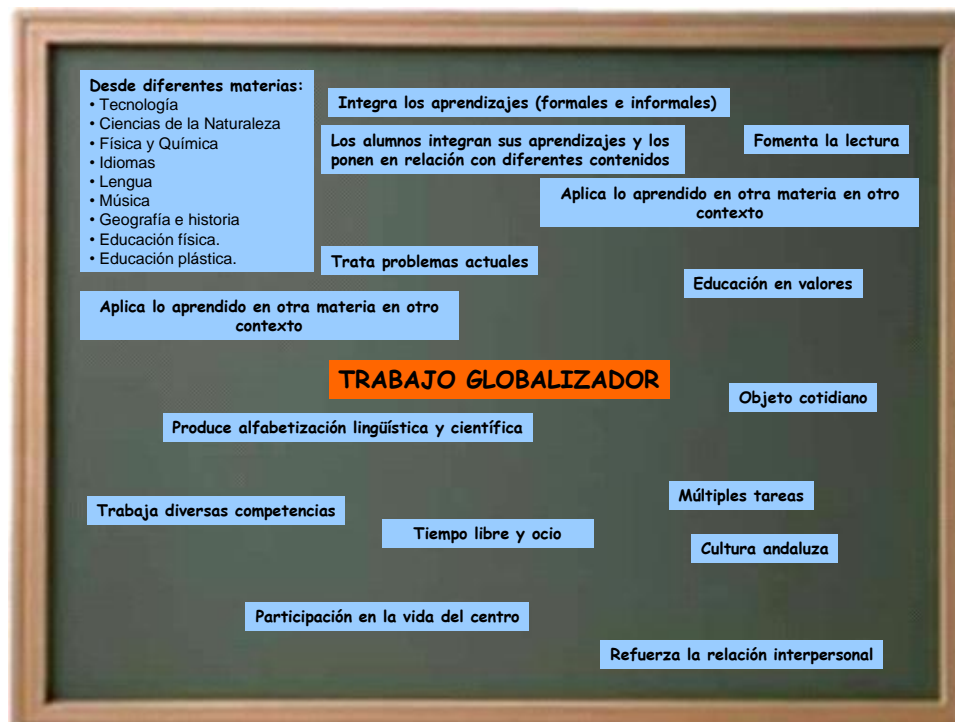 Desde diferentes materias:
• Tecnología
• Ciencias de la Naturaleza
• Física y Química
• Idiomas
• Lengua
• Música
• Geografía e historia
• Educación física.
• Educación plástica.
Integra los aprendizajes (formales e informales)
Los alumnos integran sus aprendizajes y los
ponen en relación con diferentes contenidos
Fomenta la lectura
Aplica lo aprendido en otra materia en otro
contexto
Trata problemas actuales
Educación en valores
Aplica lo aprendido en otra materia en otro
contexto
TRABAJO GLOBALIZADOR
Objeto cotidiano
Produce alfabetización lingüística y científica
Múltiples tareas
Trabaja diversas competencias
Tiempo libre y ocio
Cultura andaluza
Participación en la vida del centro
Refuerza la relación interpersonal